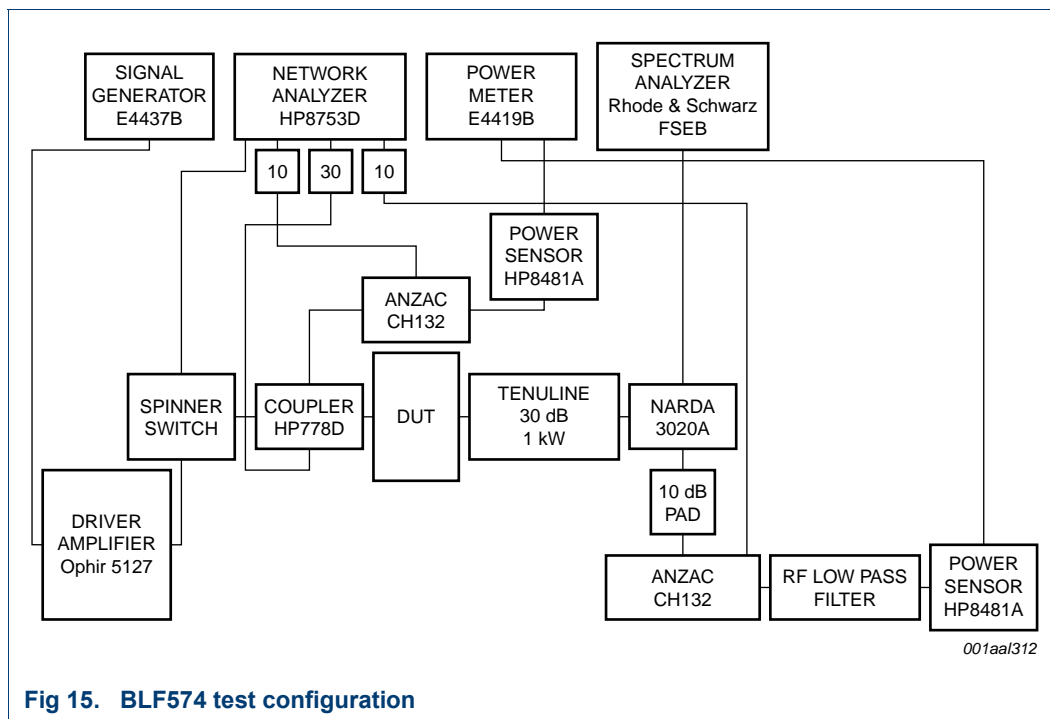 SIGNAL
GENERATOR
E4437B
NETWORK
ANALYZER
HP8753D
POWER
METER
E4419B
SPECTRUM
ANALYZER
Rhode & Schwarz
FSEB
10
30
10
POWER
SENSOR
HP8481A
ANZAC
CH132
SPINNER
SWITCH
COUPLER
HP778D
DUT
TENULINE
30 dB
1 kW
NARDA
3020A
10 dB
PAD
DRIVER
AMPLIFIER
Ophir 5127
ANZAC
CH132
RF LOW PASS
FILTER
POWER
SENSOR
HP8481A
001aal312
Fig 15. BLF574 test configuration